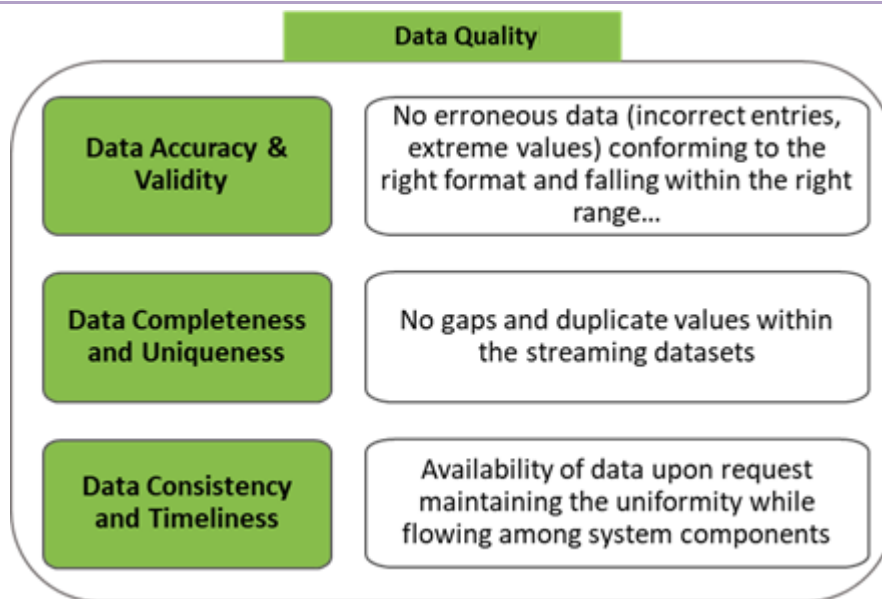 Data Quality
Data Accuracy &
Validity
No erroneous data (incorrect entries,
extreme values) conforming to the
right format and falling within the right
range…
Data Completeness
and Uniqueness
No gaps and duplicate values within
the streaming datasets
Data Consistency
and Timeliness
Availability of data upon request
maintaining the uniformity while
flowing among system components